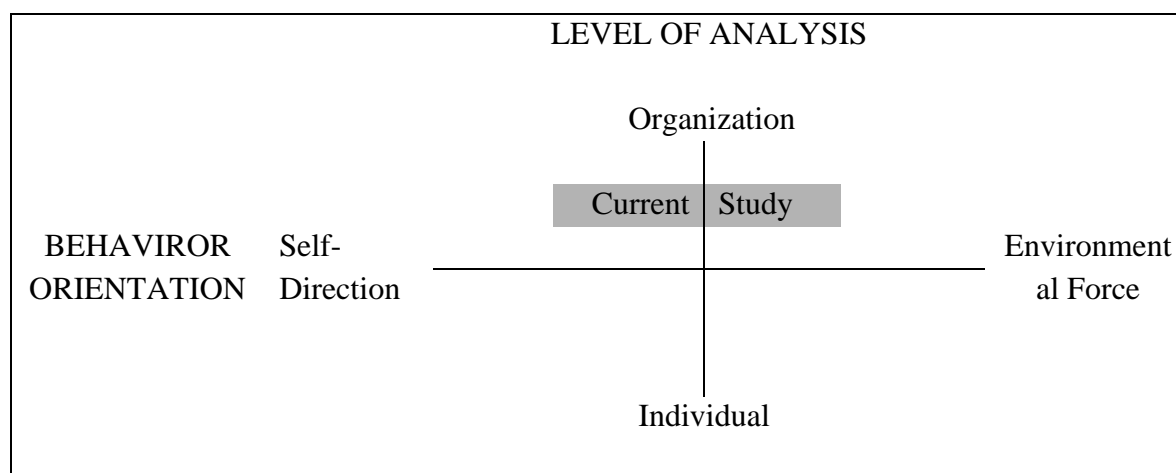 LEVEL OF ANALYSIS
Organization
Current Study
BEHAVIROR Self- Environment
ORIENTATION Direction al Force
Individual